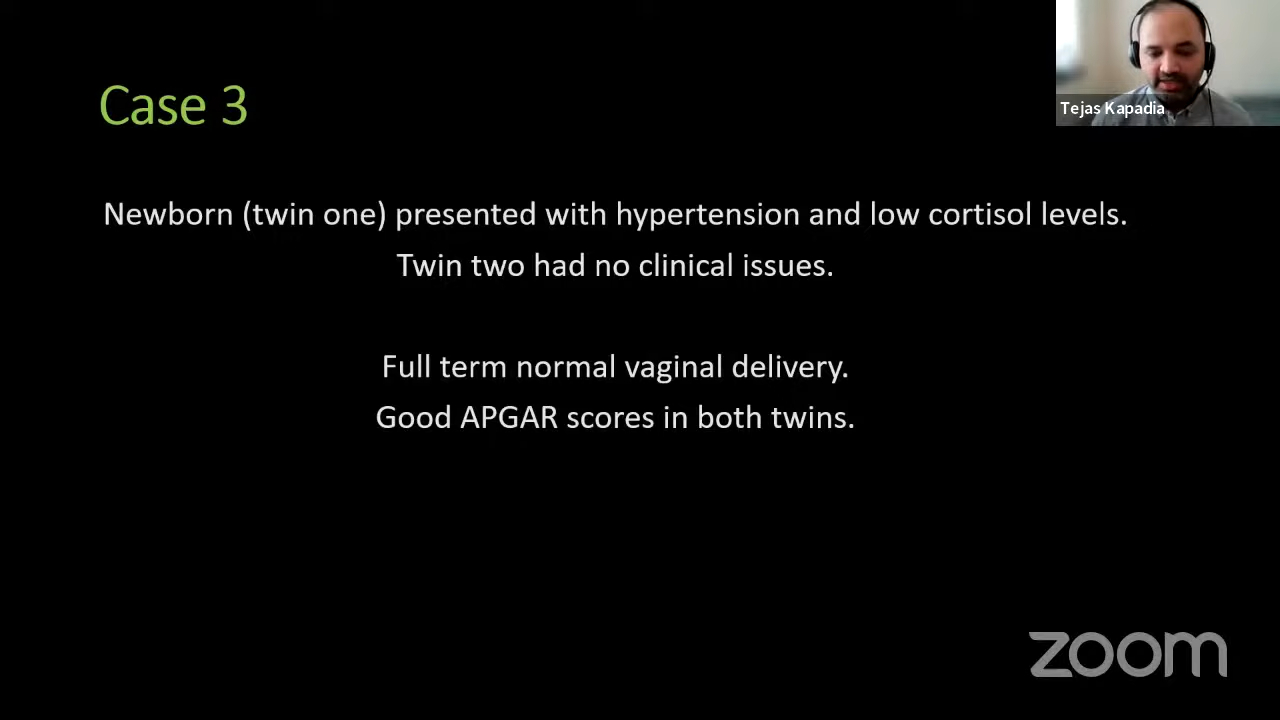 Case 3
Tejas Kapadia
Newborn (twin one) presented with hypertension and low cortisol levels.
Twin two had no clinical issues.
Full term normal vaginal delivery.
Good APGAR scores in both twins.
zoom